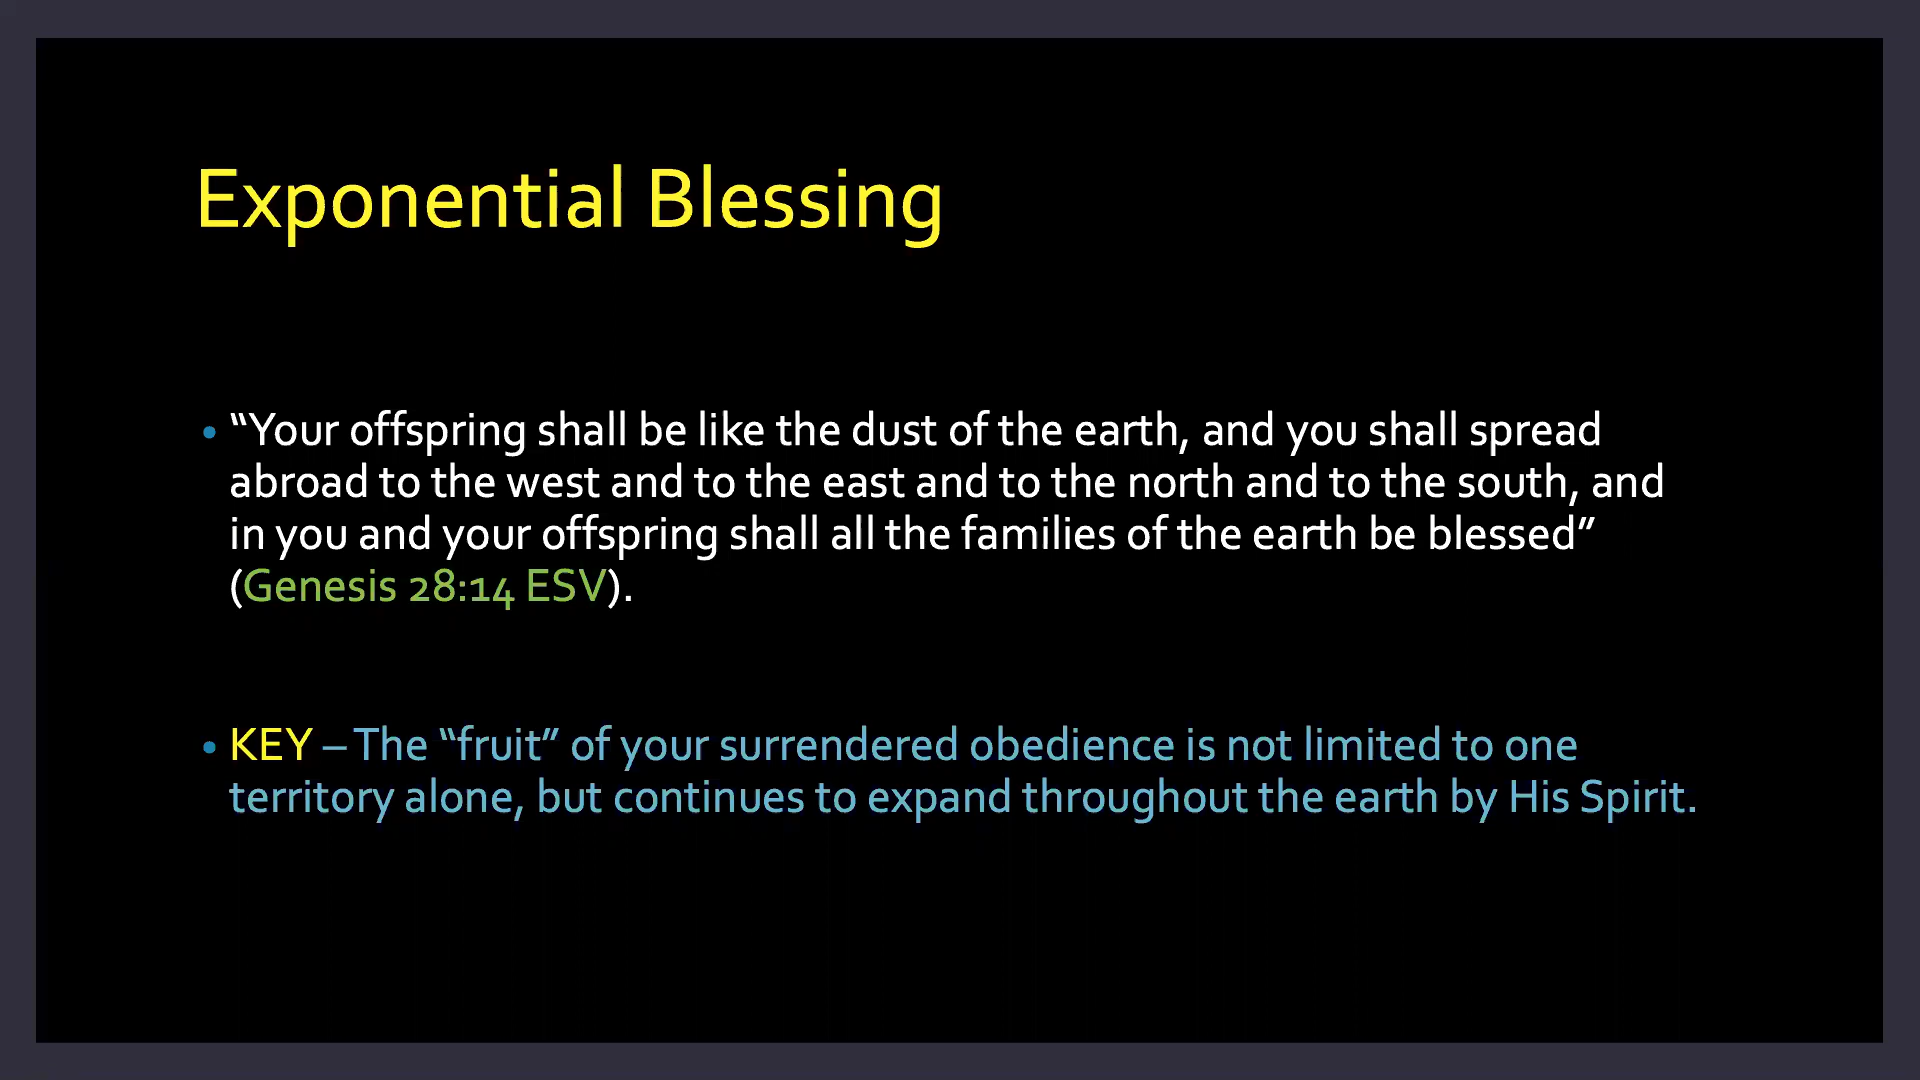 Exponential Blessing
• “Your offspring shall be like the dust of the earth, and you shall spread
abroad to the west and to the east and to the north and to the south, and
in you and your offspring shall all the families of the earth be blessed”
(Genesis 28:14 ESV).
• KEY – The “fruit” of your surrendered obedience is not limited to one
territory alone, but continues to expand throughout the earth by His Spirit.